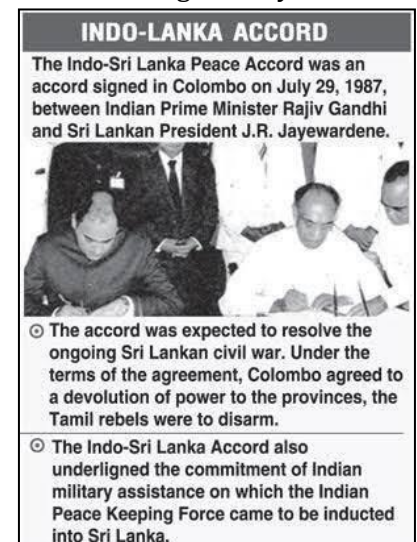 INDO-LANKA ACCORD
The Indo-Sri Lanka Peace Accord was an
accord signed in Colombo on July 29, 1987,
between Indian Prime Minister Rajiv Gandhi
and Sri Lankan President J.R. Jayewardene.
The accord was expected to resolve the
ongoing Sri Lankan civil war. Under the
terms of the agreement, Colombo agreed to
a devolution of power to the provinces, the
Tamil rebels were to disarm.
The Indo-Sri Lanka Accord also
underligned the commitment of Indian
military assistance on which the Indian
Peace Keeping Force came to be inducted
into Sri Lanka.